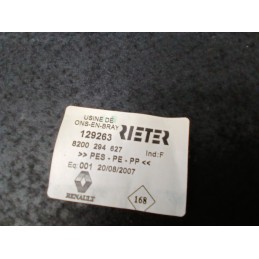 USINE DE
ONS-EN-BRAY RIETER
129263
8200 294 627 Ind:F
>> PES - PE - PP <<
Eq:001 20/08/2007
RENAULT 168